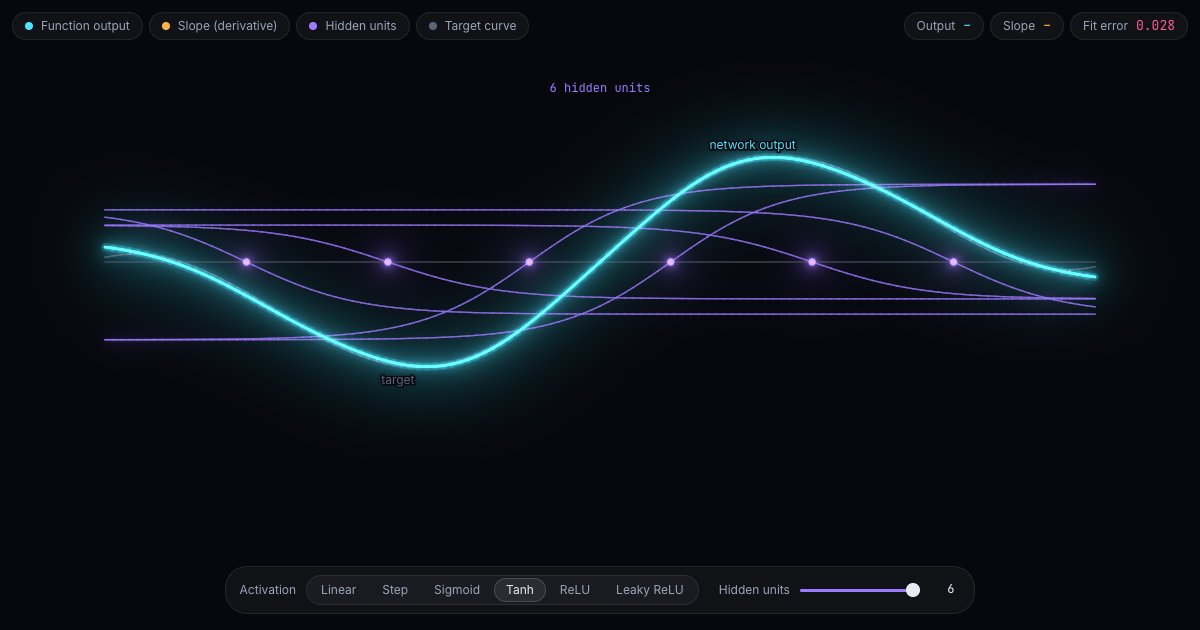 Function output
Slope (derivative)
Hidden units
Target curve
Output –
Slope –
Fit error 0.028
6 hidden units
network output
target
Activation
Linear
Step
Sigmoid
Tanh
ReLU
Leaky ReLU
Hidden units
6